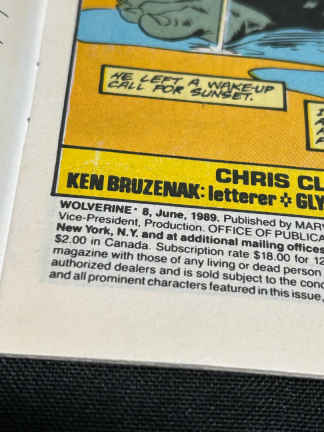 HE LEFT A WAKE-UP
CALL FOR SUNSET.
CHRIS CL
KEN BRUZENAK: letterer ✣ GLY
WOLVERINE • 8, June, 1989. Published by MAR
Vice-President, Production. OFFICE OF PUBLICA
New York, N.Y. and at additional mailing offices
$2.00 in Canada. Subscription rate $18.00 for 12
magazine with those of any living or dead person
authorized dealers and is sold subject to the cond
and all prominent characters featured in this issue,